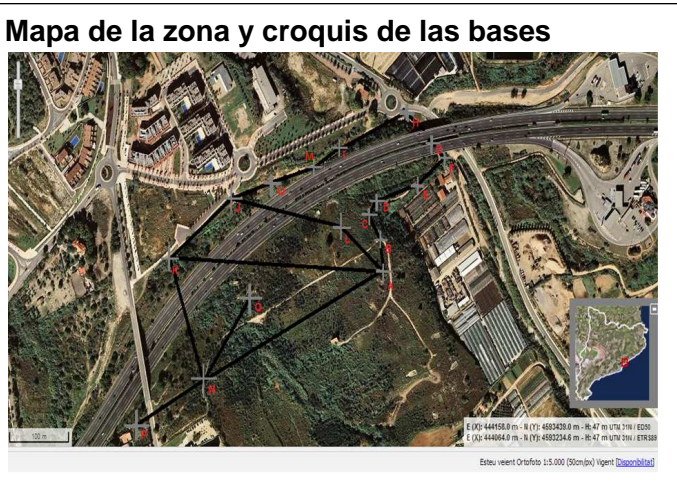 Mapa de la zona y croquis de las bases
H
I
M
G
F
E
D
C
J
L
B
K
A
Q
N
P
100 m
E (X): 444158.0 m - N (Y): 4593439.0 m - H: 47 m UTM 31N / ED50
E (X): 444064.0 m - N (Y): 4593234.6 m - H: 47 m UTM 31N / ETRS89
Esteu veient Ortofoto 1:5.000 (50cm/px) Vigent [Disponibilitat]